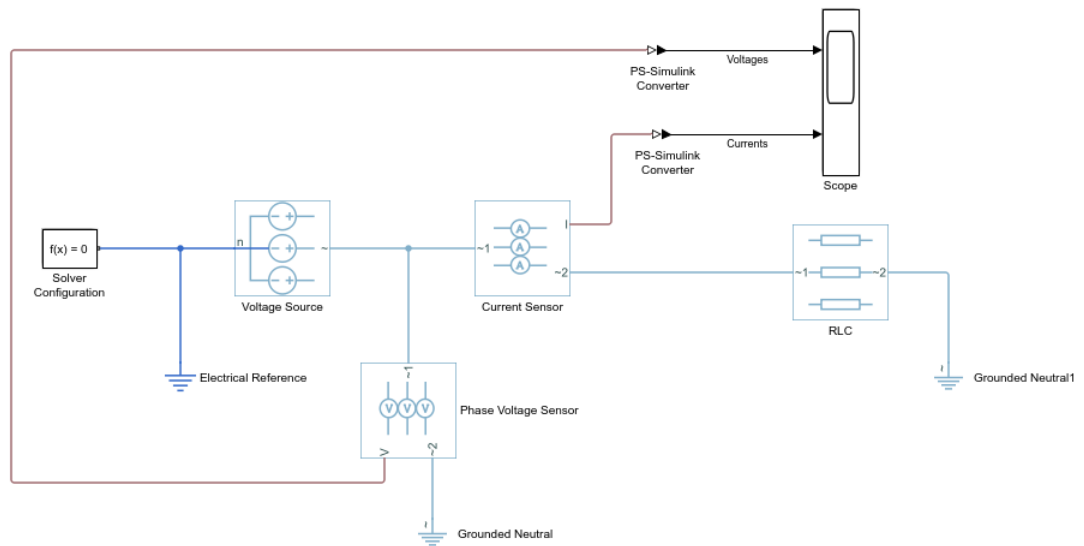 Voltages
PS-Simulink
Converter
Currents
PS-Simulink
Converter
Scope
f(x) = 0
Solver
Configuration
n
− +
− +
− +
~
Voltage Source
~1
A
A
A
I
~2
Current Sensor
~1
~2
RLC
Electrical Reference
~1
V V V
V
~2
Phase Voltage Sensor
~
Grounded Neutral1
~
Grounded Neutral